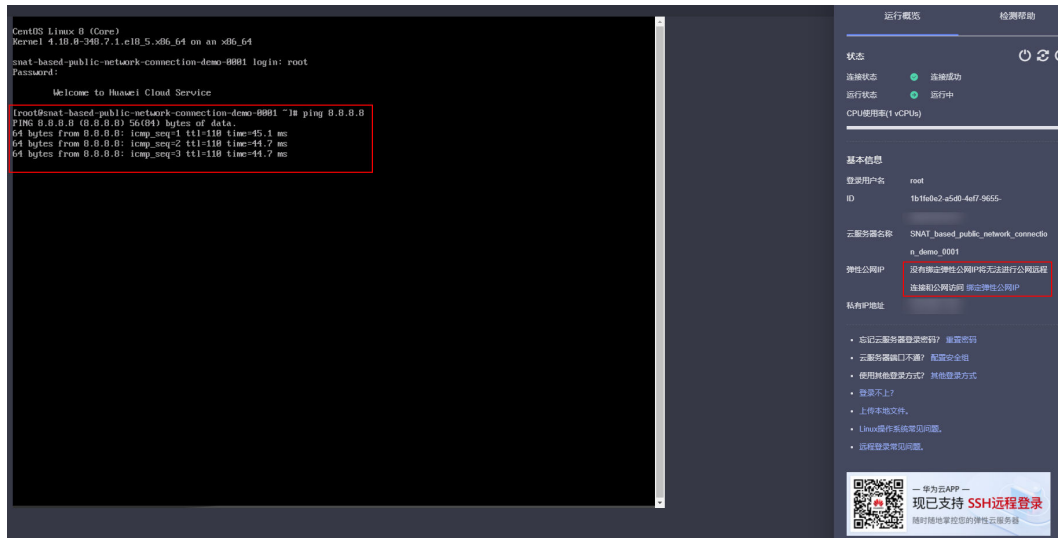 CentOS Linux 8 (Core)
Kernel 4.18.0-348.7.1.el8_5.x86_64 on an x86_64
snat-based-public-network-connection-demo-0001 login: root
Password:
Welcome to Huawei Cloud Service
[root@snat-based-public-network-connection-demo-0001 ~]# ping 8.8.8.8
PING 8.8.8.8 (8.8.8.8) 56(84) bytes of data.
64 bytes from 8.8.8.8: icmp_seq=1 ttl=110 time=45.1 ms
64 bytes from 8.8.8.8: icmp_seq=2 ttl=110 time=44.7 ms
64 bytes from 8.8.8.8: icmp_seq=3 ttl=110 time=44.7 ms
运行概览 检测帮助
状态
连接状态 连接成功
运行状态 运行中
CPU使用率(1 vCPUs)
基本信息
登录用户名 root
ID 1b1fe0e2-a5d0-4ef7-9655-
云服务器名称 SNAT_based_public_network_connectio
n_demo_0001
弹性公网IP 没有绑定弹性公网IP将无法进行公网远程
连接和公网访问 绑定弹性公网IP
私有IP地址
• 忘记云服务器登录密码? 重置密码
• 云服务器端口不通? 配置安全组
• 使用其他登录方式? 其他登录方式
• 登录不上?
• 上传本地文件。
• Linux操作系统常见问题。
• 远程登录常见问题。
— 华为云APP —
现已支持 SSH远程登录
随时随地掌控您的弹性云服务器